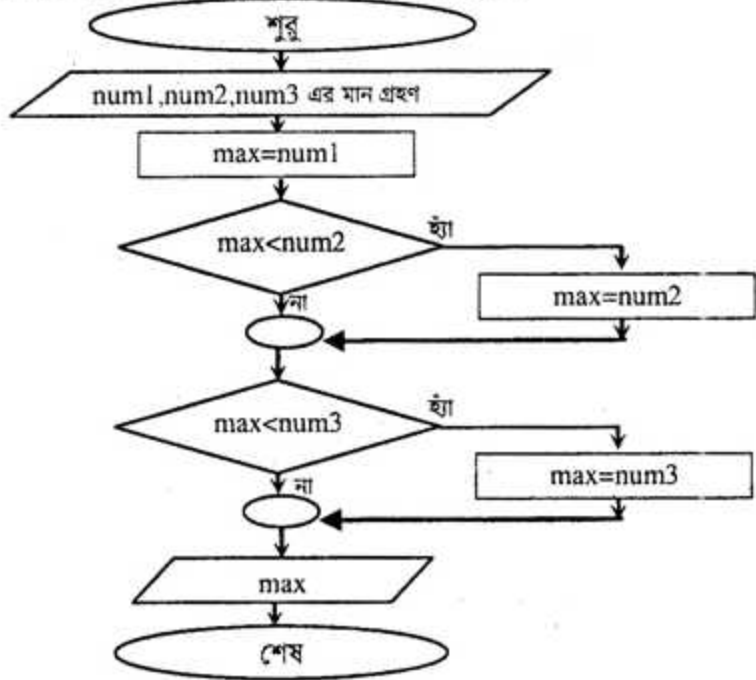 শুরু
num1,num2,num3 এর মান গ্রহণ
max=num1
max<num2
হ্যাঁ
max=num2
না
max<num3
হ্যাঁ
max=num3
না
max
শেষ